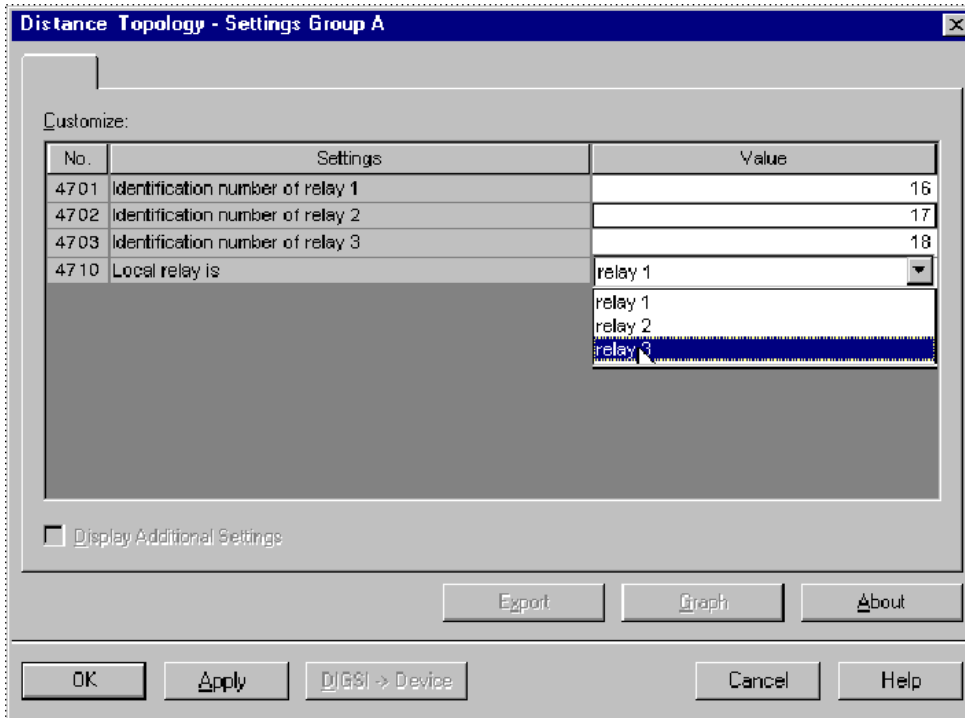 Distance Topology - Settings Group A
Customize:
No. Settings Value
4701 Identification number of relay 1 16
4702 Identification number of relay 2 17
4703 Identification number of relay 3 18
4710 Local relay is relay 1
relay 1
relay 2
relay 3
Display Additional Settings
Export Graph About
OK Apply DIGSI -> Device Cancel Help